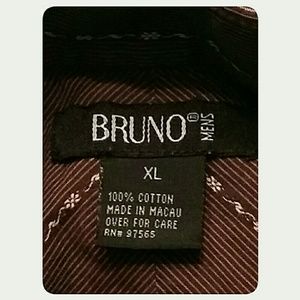 BRUNO® MENS
XL
100% COTTON
MADE IN MACAU
OVER FOR CARE
RN# 97565